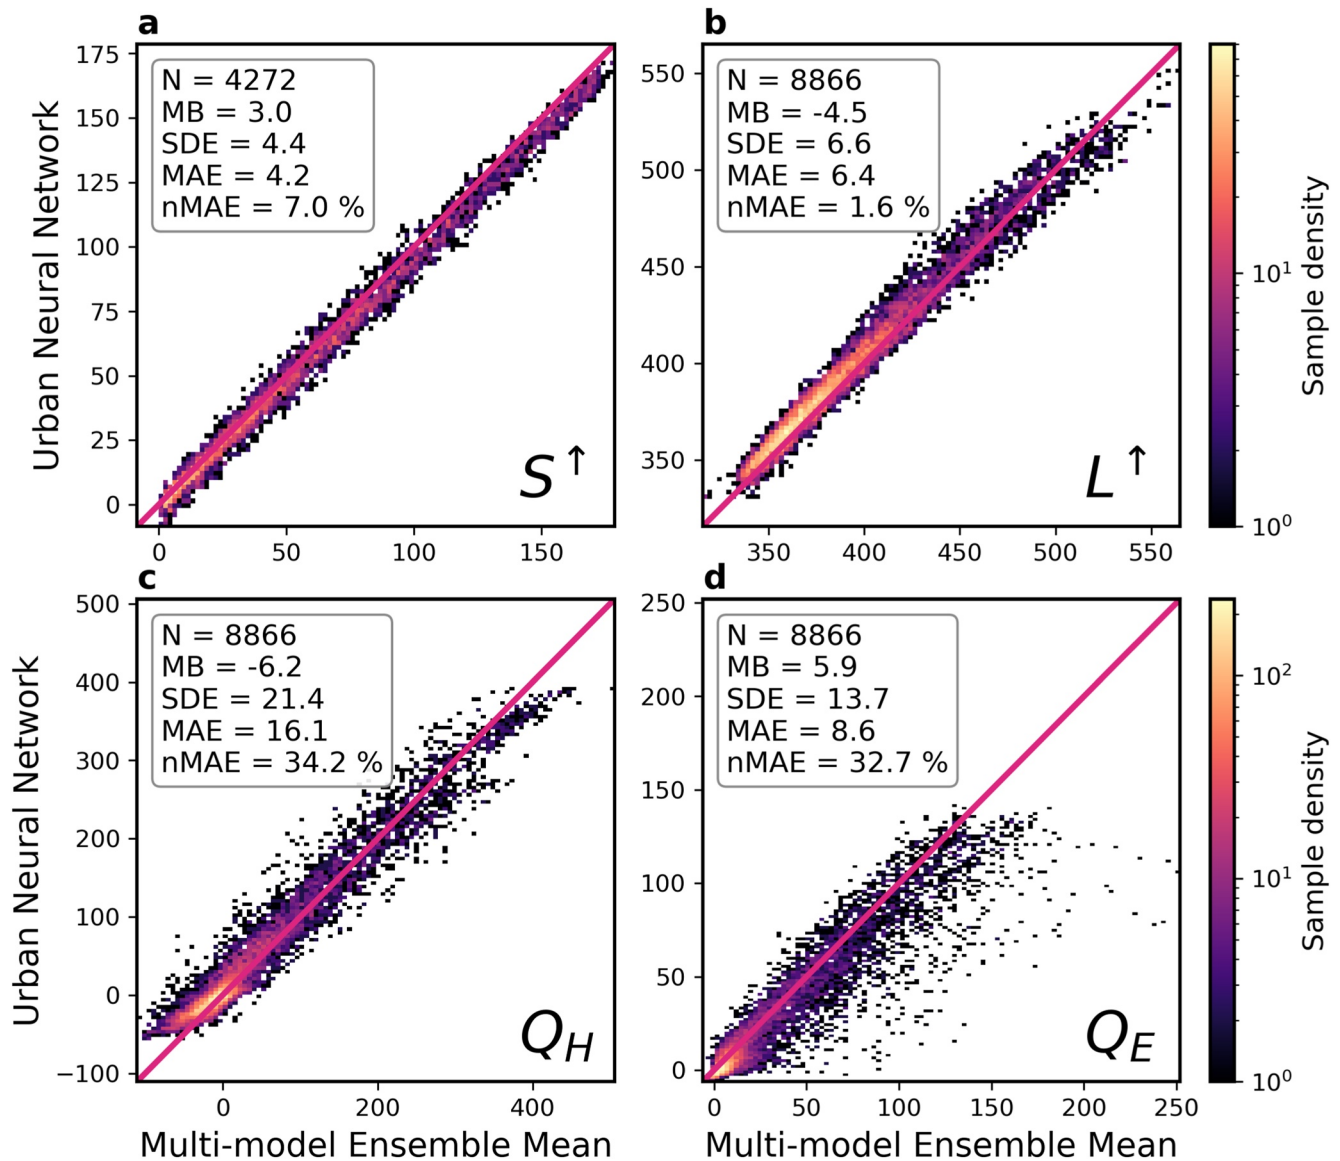 a
b
175
150
125
100
75
50
25
0
Urban Neural Network
N = 4272
MB = 3.0
SDE = 4.4
MAE = 4.2
nMAE = 7.0 %
S↑
0 50 100 150
550
500
450
400
350
N = 8866
MB = -4.5
SDE = 6.6
MAE = 6.4
nMAE = 1.6 %
L↑
350 400 450 500 550
10¹
10⁰
Sample density
c
d
500
400
300
200
100
0
−100
Urban Neural Network
N = 8866
MB = -6.2
SDE = 21.4
MAE = 16.1
nMAE = 34.2 %
Q_H
0 200 400
Multi-model Ensemble Mean
250
200
150
100
50
0
N = 8866
MB = 5.9
SDE = 13.7
MAE = 8.6
nMAE = 32.7 %
Q_E
0 50 100 150 200 250
Multi-model Ensemble Mean
10²
10¹
10⁰
Sample density